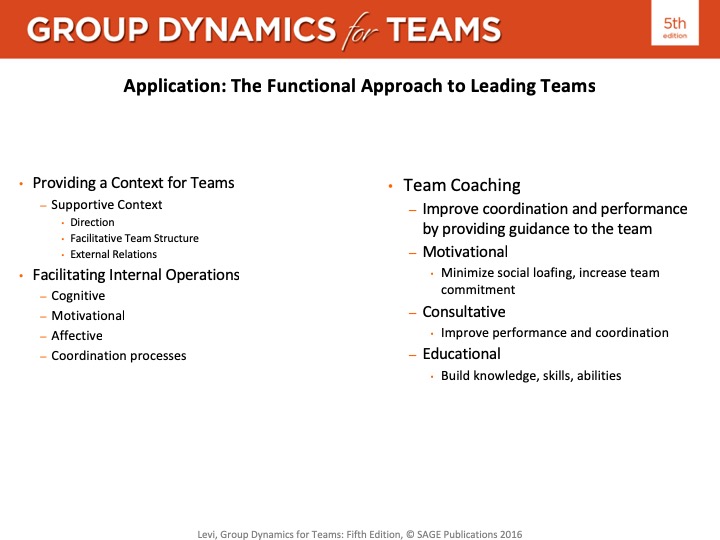 GROUP DYNAMICS for TEAMS
5th
edition
Application: The Functional Approach to Leading Teams
• Providing a Context for Teams
– Supportive Context
• Direction
• Facilitative Team Structure
• External Relations
• Facilitating Internal Operations
– Cognitive
– Motivational
– Affective
– Coordination processes
• Team Coaching
– Improve coordination and performance
by providing guidance to the team
– Motivational
• Minimize social loafing, increase team
commitment
– Consultative
• Improve performance and coordination
– Educational
• Build knowledge, skills, abilities
Levi, Group Dynamics for Teams: Fifth Edition, © SAGE Publications 2016